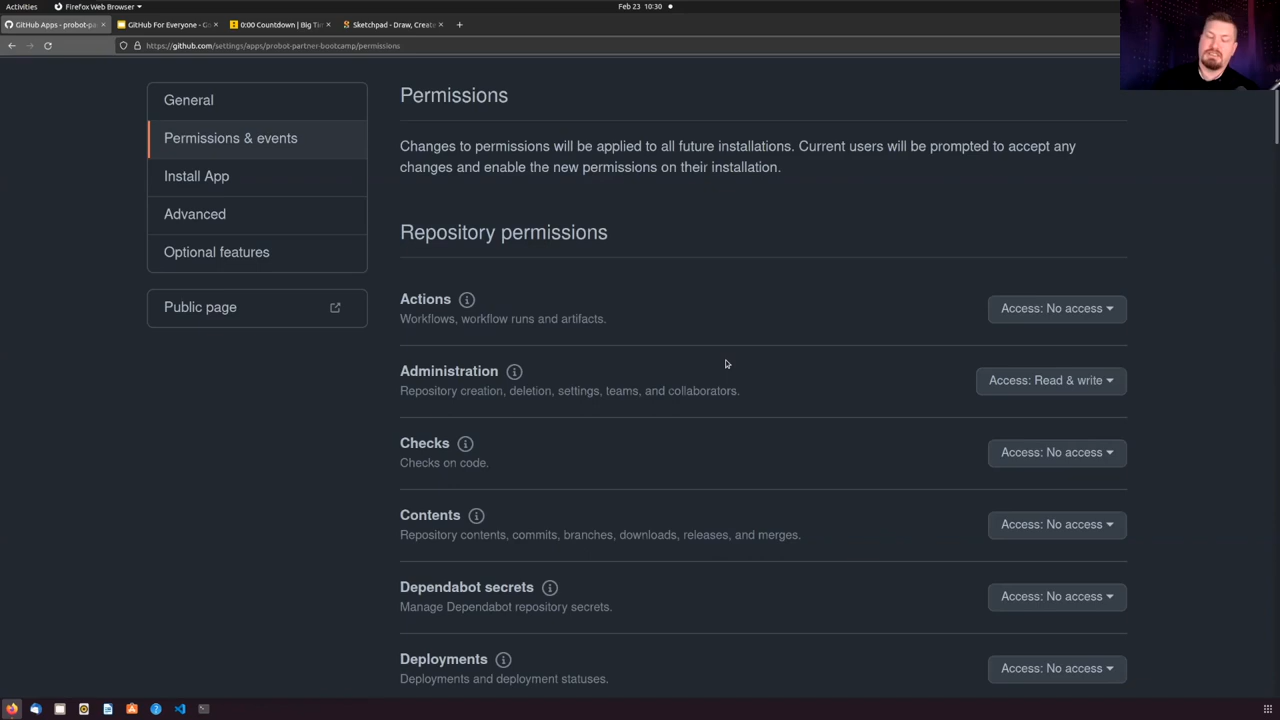 Activities
Firefox Web Browser
Feb 23 10:30
GitHub Apps - probot-pa
GitHub For Everyone - G
0:00 Countdown | Big Ti
Sketchpad - Draw, Create
https://github.com/settings/apps/probot-partner-bootcamp/permissions
General
Permissions & events
Install App
Advanced
Optional features
Public page
Permissions
Changes to permissions will be applied to all future installations. Current users will be prompted to accept any
changes and enable the new permissions on their installation.
Repository permissions
Actions
Workflows, workflow runs and artifacts.
Access: No access
Administration
Repository creation, deletion, settings, teams, and collaborators.
Access: Read & write
Checks
Checks on code.
Access: No access
Contents
Repository contents, commits, branches, downloads, releases, and merges.
Access: No access
Dependabot secrets
Manage Dependabot repository secrets.
Access: No access
Deployments
Deployments and deployment statuses.
Access: No access